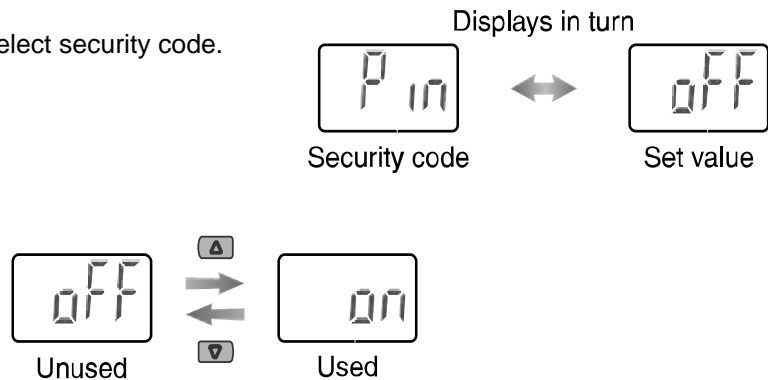 Displays in turn
elect security code.
Pin oFF
Security code Set value
oFF on
Unused Used